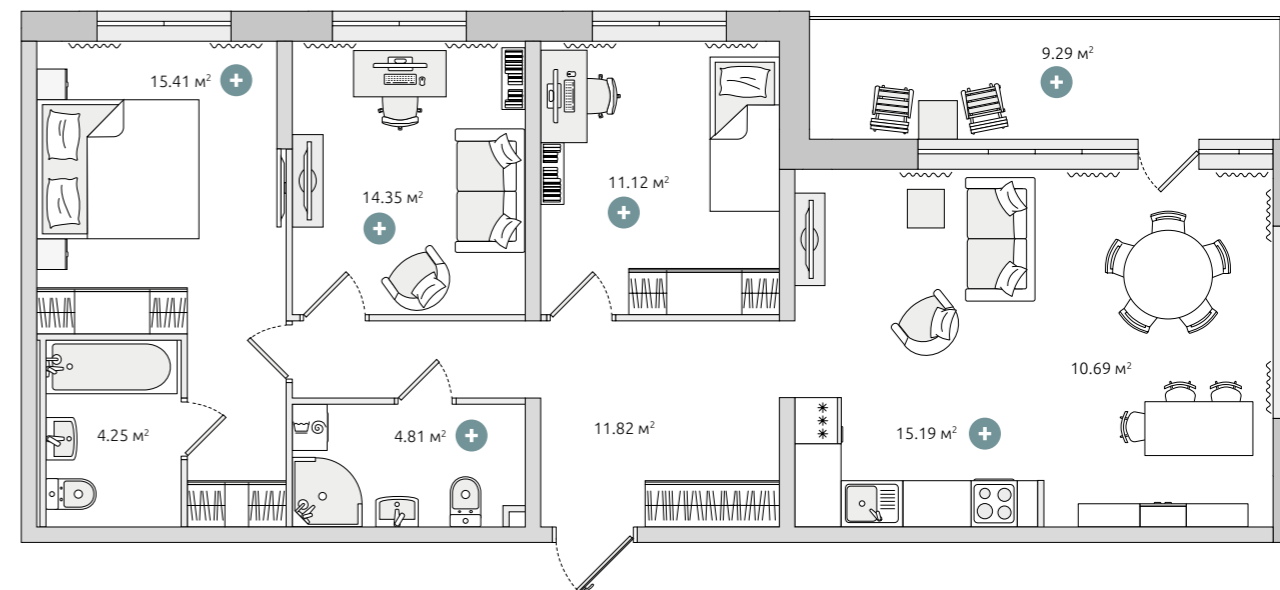 15.41 м²
9.29 м²
14.35 м²
11.12 м²
10.69 м²
4.25 м²
4.81 м²
11.82 м²
15.19 м²